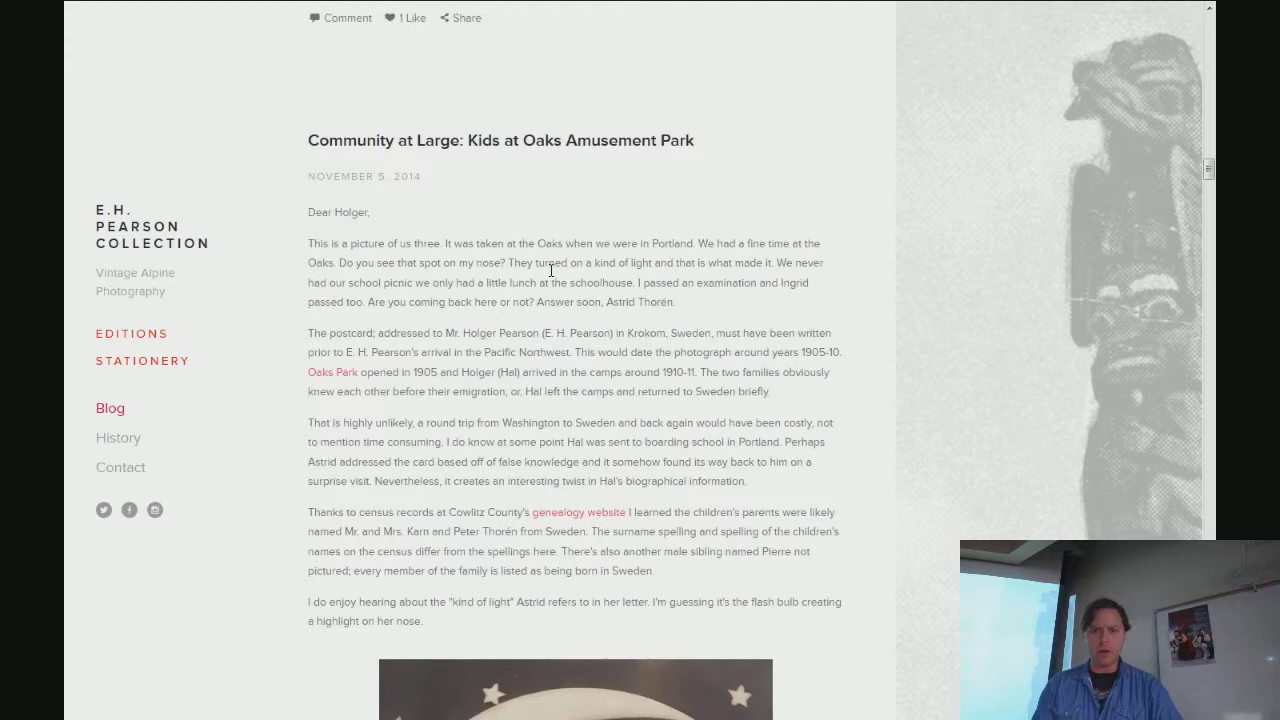 Comment 1 Like Share
Community at Large: Kids at Oaks Amusement Park
NOVEMBER 5, 2014
Dear Holger,
This is a picture of us three. It was taken at the Oaks when we were in Portland. We had a fine time at the
Oaks. Do you see that spot on my nose? They turned on a kind of light and that is what made it. We never
had our school picnic we only had a little lunch at the schoolhouse. I passed an examination and Ingrid
passed too. Are you coming back here or not? Answer soon, Astrid Thorén.
The postcard; addressed to Mr. Holger Pearson (E. H. Pearson) in Krokom, Sweden, must have been written
prior to E. H. Pearson's arrival in the Pacific Northwest. This would date the photograph around years 1905-10.
Oaks Park opened in 1905 and Holger (Hal) arrived in the camps around 1910-11. The two families obviously
knew each other before their emigration, or, Hal left the camps and returned to Sweden briefly.
That is highly unlikely, a round trip from Washington to Sweden and back again would have been costly, not
to mention time consuming. I do know at some point Hal was sent to boarding school in Portland. Perhaps
Astrid addressed the card based off of false knowledge and it somehow found its way back to him on a
surprise visit. Nevertheless, it creates an interesting twist in Hal's biographical information.
Thanks to census records at Cowlitz County's genealogy website I learned the children's parents were likely
named Mr. and Mrs. Karn and Peter Thorén from Sweden. The surname spelling and spelling of the children's
names on the census differ from the spellings here. There's also another male sibling named Pierre not
pictured; every member of the family is listed as being born in Sweden.
I do enjoy hearing about the "kind of light" Astrid refers to in her letter. I'm guessing it's the flash bulb creating
a highlight on her nose.
E.H.
PEARSON
COLLECTION
Vintage Alpine
Photography
EDITIONS
STATIONERY
Blog
History
Contact